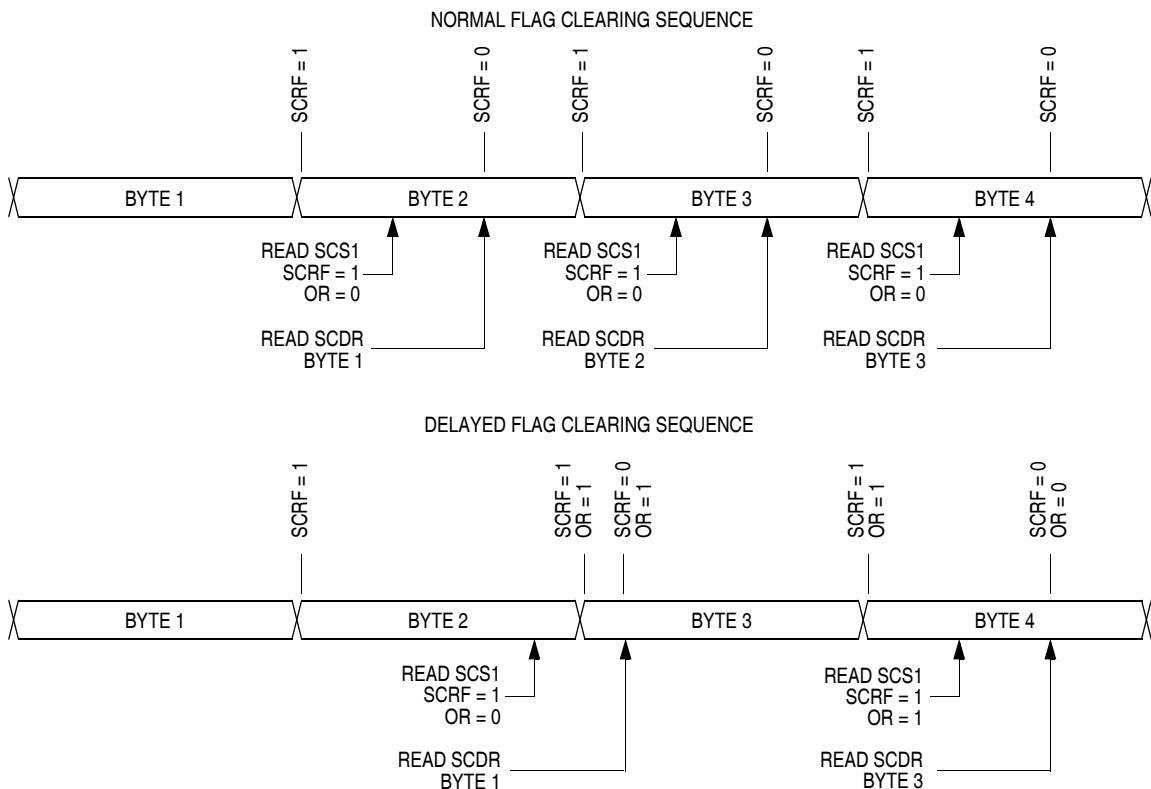 NORMAL FLAG CLEARING SEQUENCE
SCRF = 1
SCRF = 0
SCRF = 1
SCRF = 0
SCRF = 1
SCRF = 0
BYTE 1
BYTE 2
BYTE 3
BYTE 4
READ SCS1
SCRF = 1
OR = 0
READ SCDR
BYTE 1
READ SCS1
SCRF = 1
OR = 0
READ SCDR
BYTE 2
READ SCS1
SCRF = 1
OR = 0
READ SCDR
BYTE 3
DELAYED FLAG CLEARING SEQUENCE
SCRF = 1
SCRF = 1
OR = 1
SCRF = 0
OR = 1
SCRF = 1
OR = 1
SCRF = 0
OR = 0
BYTE 1
BYTE 2
BYTE 3
BYTE 4
READ SCS1
SCRF = 1
OR = 0
READ SCDR
BYTE 1
READ SCS1
SCRF = 1
OR = 1
READ SCDR
BYTE 3